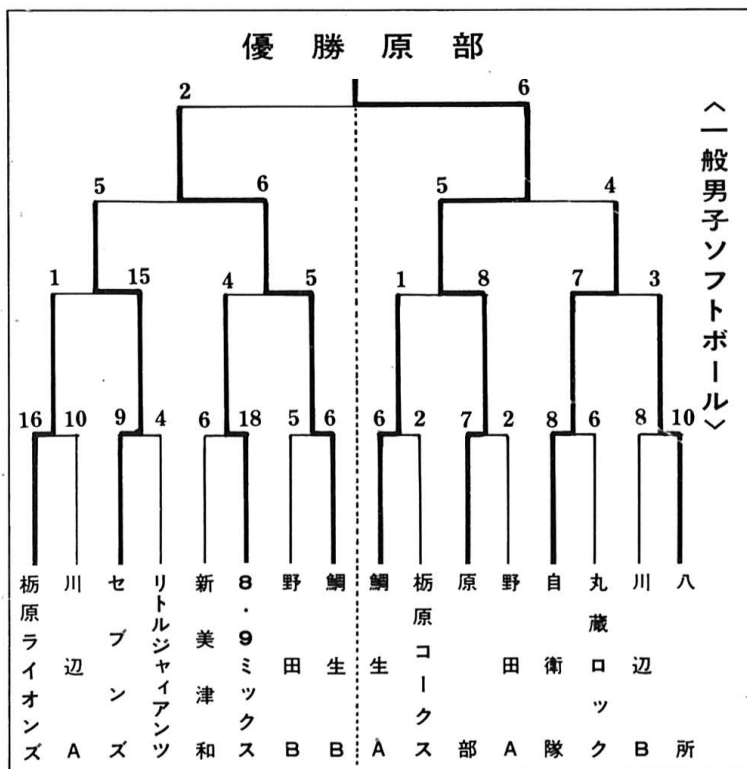 優勝原部
〈一般男子ソフトボール〉
2 6
5 6 5 4
1 15 4 5 1 8 7 3
16 10 9 4 6 18 5 6 6 2 7 2 8 6 8 10
栃原ライオンズ
川辺A
セブンズ
リトルジャイアンツ
新美津和
8・9ミックス
野田B
鯛生B
鯛生A
栃原コークス
原部
野田A
自衛隊
丸蔵ロック
川辺B
八所